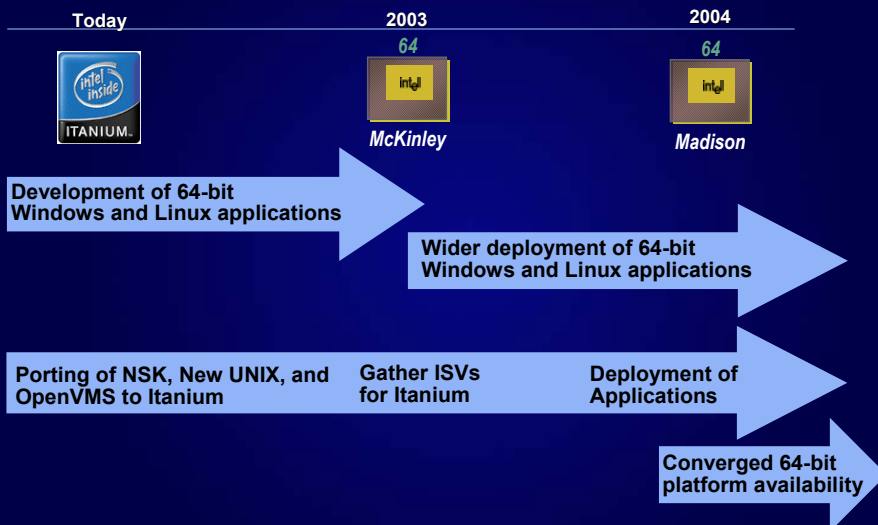 Today
2003
2004
64
64
intel
inside
ITANIUM™
intel
intel
McKinley
Madison
Development of 64-bit
Windows and Linux applications
Wider deployment of 64-bit
Windows and Linux applications
Porting of NSK, New UNIX, and
OpenVMS to Itanium
Gather ISVs
for Itanium
Deployment of
Applications
Converged 64-bit
platform availability